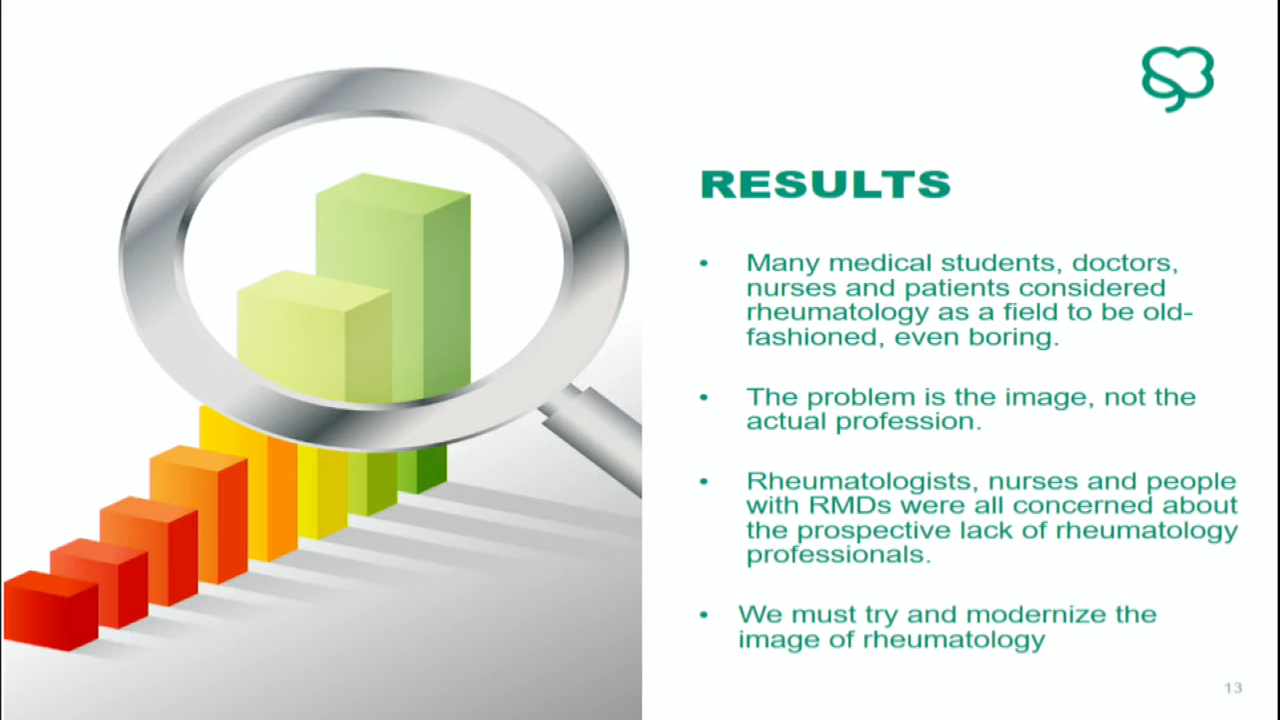 RESULTS
• Many medical students, doctors,
nurses and patients considered
rheumatology as a field to be old-
fashioned, even boring.
• The problem is the image, not the
actual profession.
• Rheumatologists, nurses and people
with RMDs were all concerned about
the prospective lack of rheumatology
professionals.
• We must try and modernize the
image of rheumatology
13